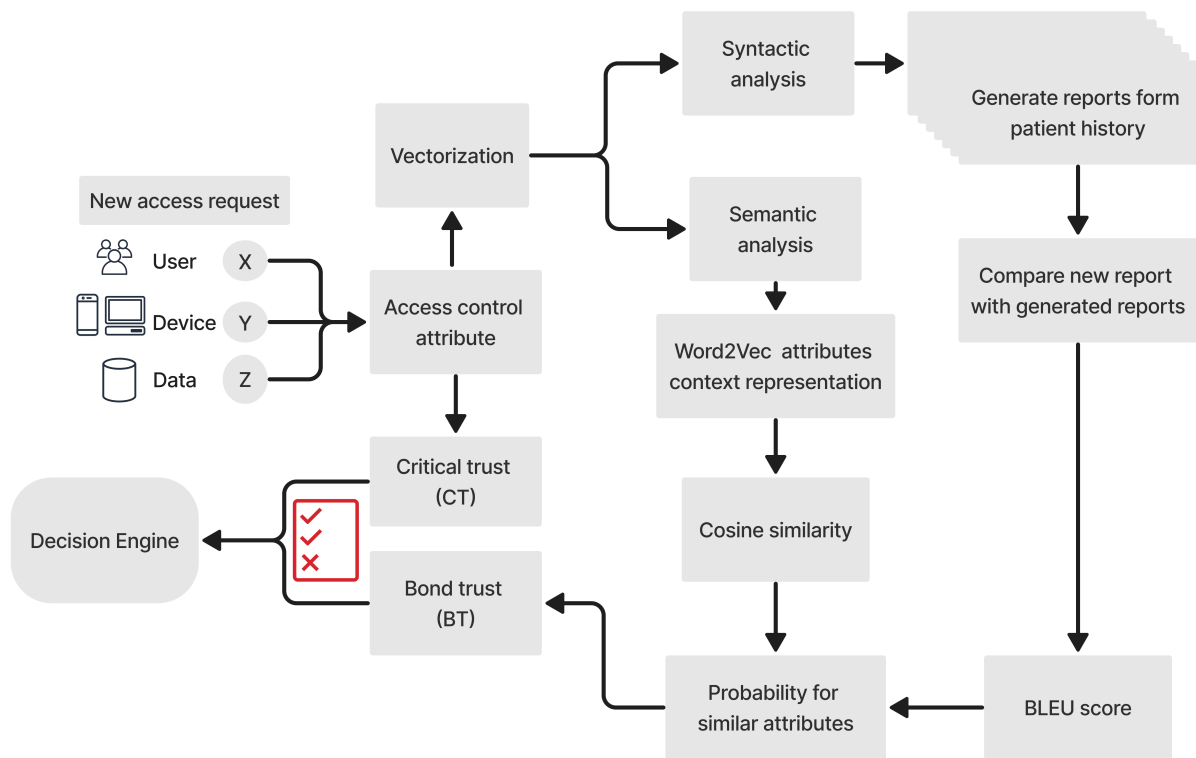 Syntactic
analysis
Generate reports form
patient history
Vectorization
New access request
User
X
Device
Y
Data
Z
Access control
attribute
Semantic
analysis
Compare new report
with generated reports
Word2Vec attributes
context representation
Critical trust
(CT)
Decision Engine
Cosine similarity
Bond trust
(BT)
Probability for
similar attributes
BLEU score